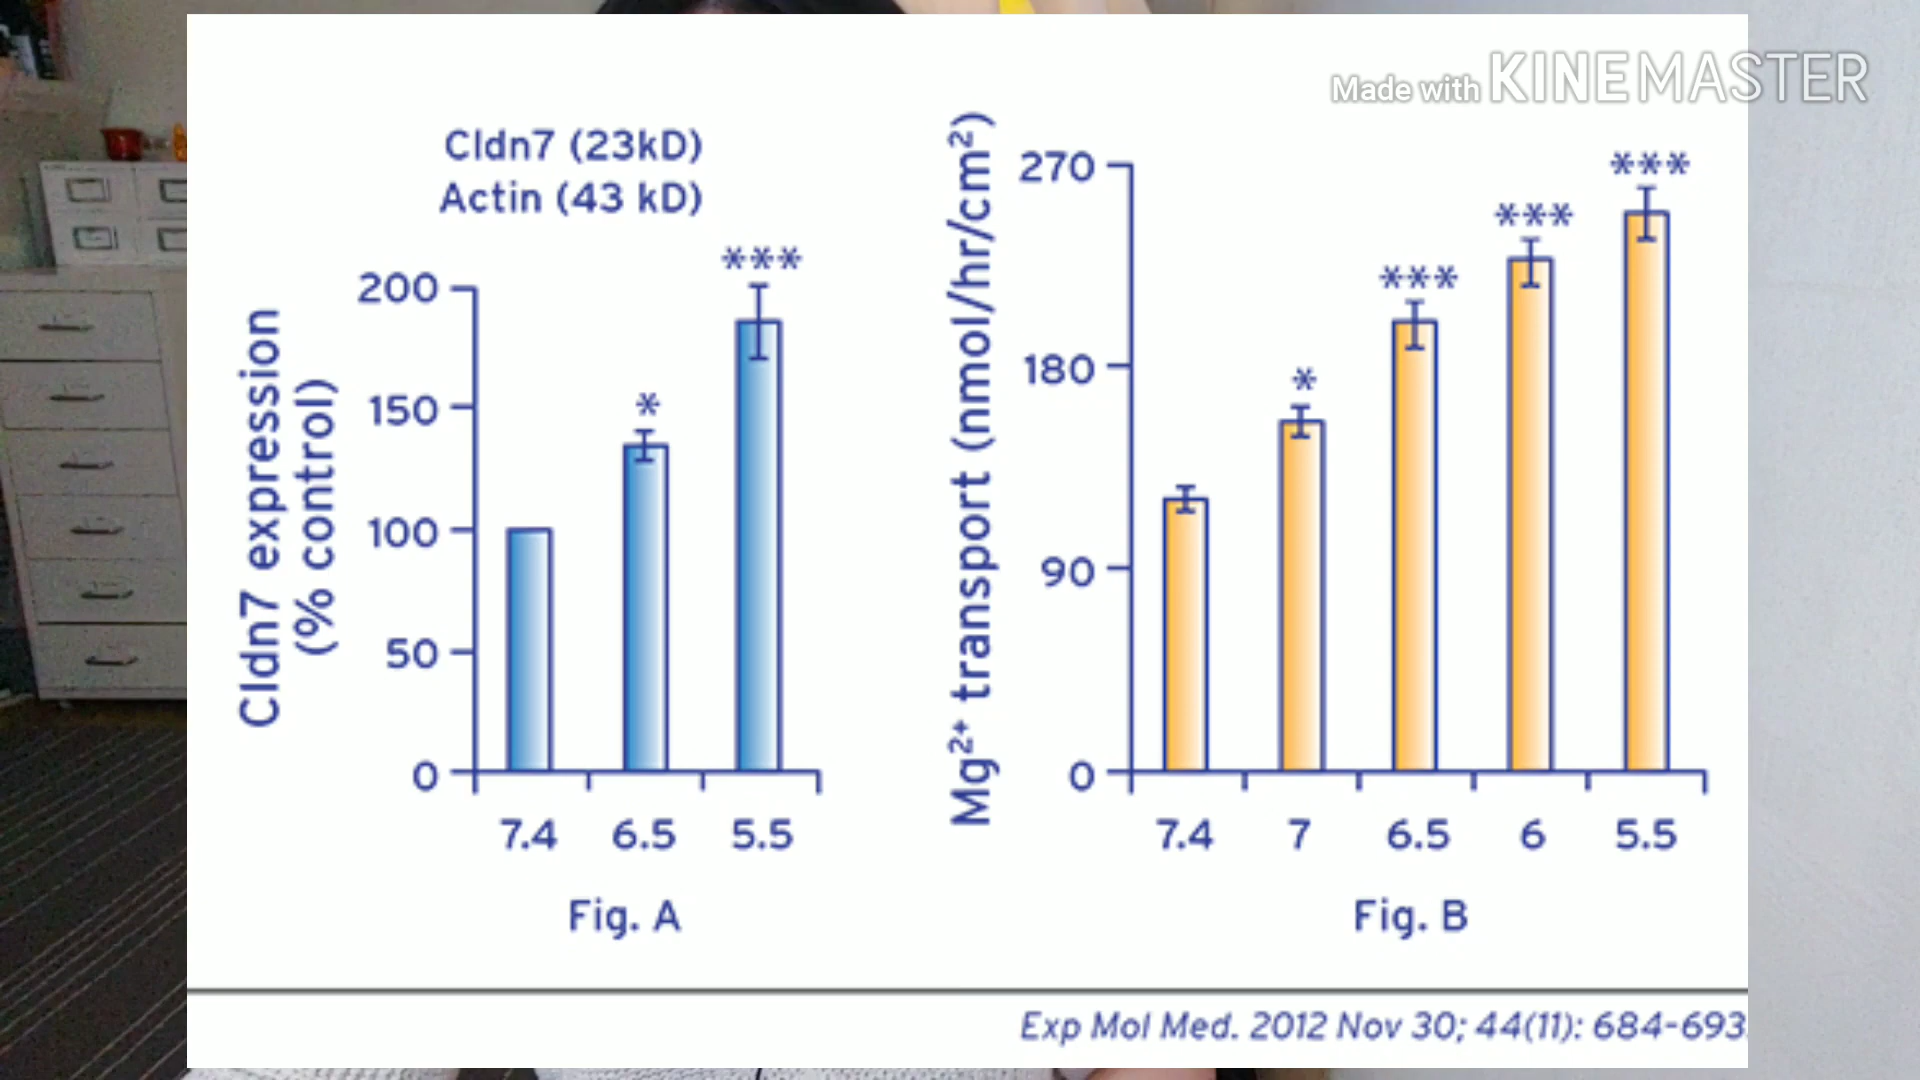 Made with KINEMASTER
Cldn7 (23kD)
Actin (43 kD)
Cldn7 expression
(% control)
200
150
100
50
0
*
***
7.4 6.5 5.5
Fig. A
Mg²⁺ transport (nmol/hr/cm²)
270
180
90
0
*
***
***
***
7.4 7 6.5 6 5.5
Fig. B
Exp Mol Med. 2012 Nov 30; 44(11): 684-693